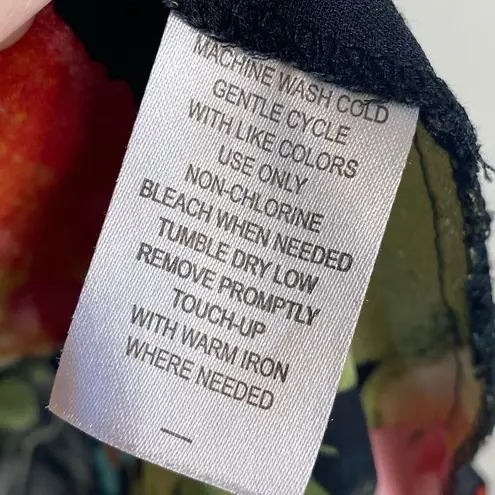 MACHINE WASH COLD
GENTLE CYCLE
WITH LIKE COLORS
USE ONLY
NON-CHLORINE
BLEACH WHEN NEEDED
TUMBLE DRY LOW
REMOVE PROMPTLY
TOUCH-UP
WITH WARM IRON
WHERE NEEDED